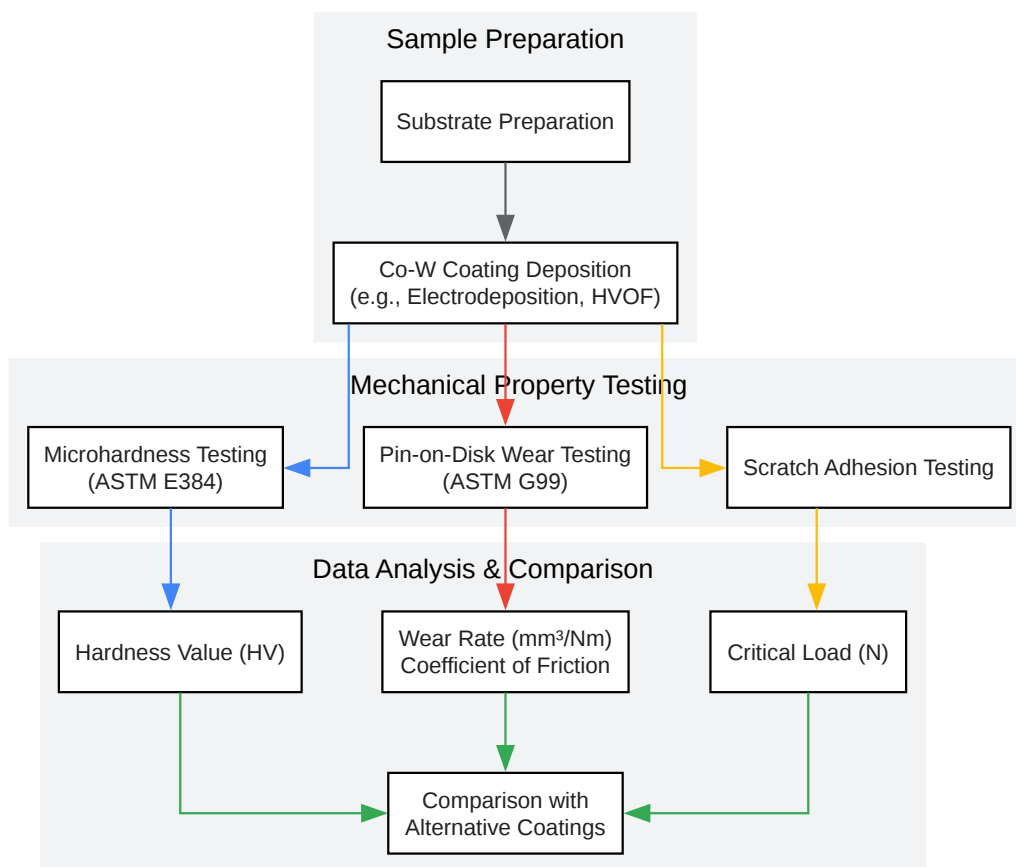 Sample Preparation
Substrate Preparation
Co-W Coating Deposition
(e.g., Electrodeposition, HVOF)
Mechanical Property Testing
Microhardness Testing
(ASTM E384)
Pin-on-Disk Wear Testing
(ASTM G99)
Scratch Adhesion Testing
Data Analysis & Comparison
Hardness Value (HV)
Wear Rate (mm³/Nm)
Coefficient of Friction
Critical Load (N)
Comparison with
Alternative Coatings